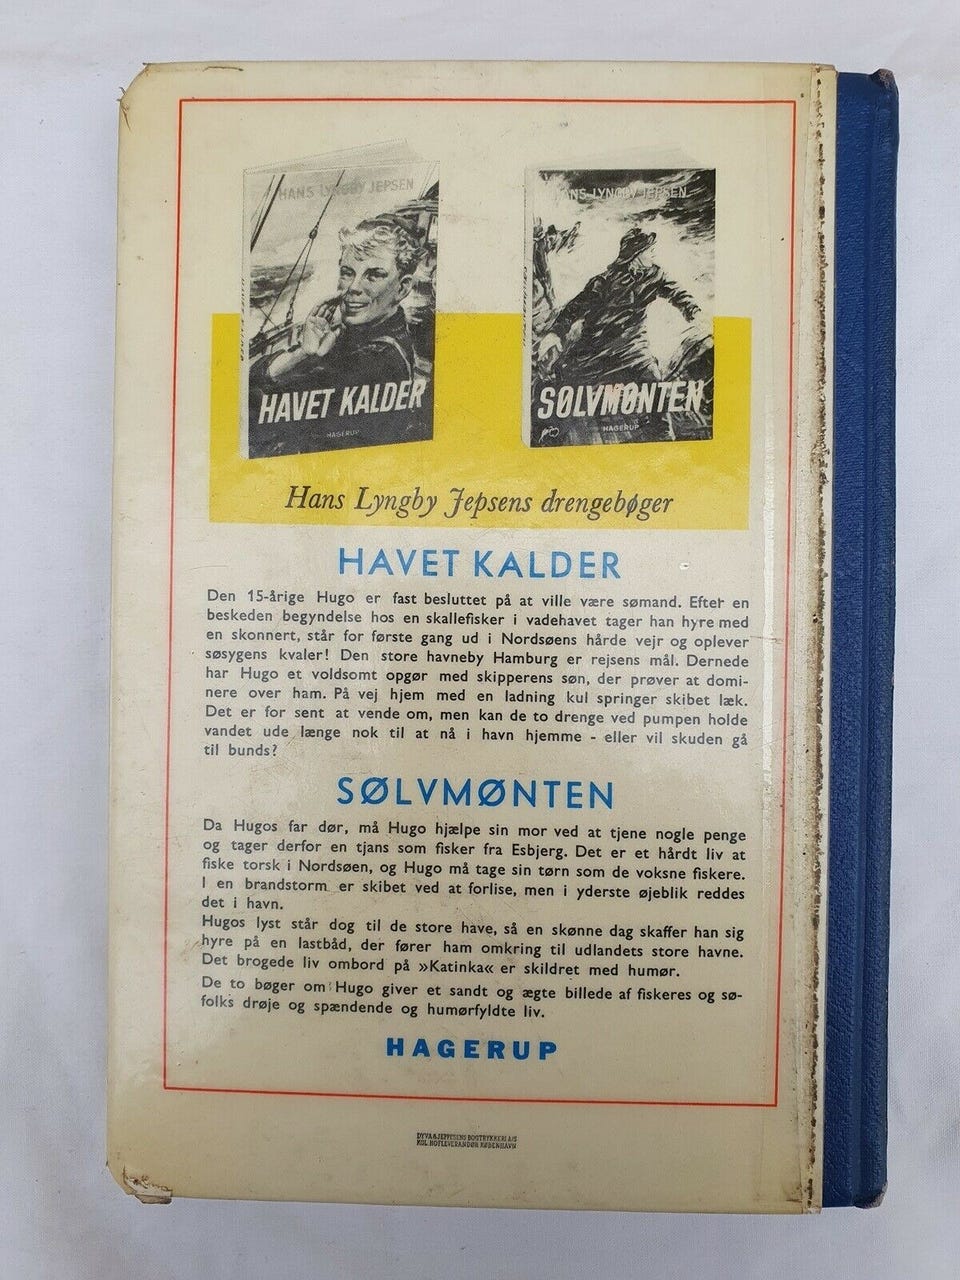 HANS LYNGBY JEPSEN
HAVET KALDER
HAGERUP
HANS LYNGBY JEPSEN
SØLVMØNTEN
HAGERUP
Hans Lyngby Jepsens drengebøger
HAVET KALDER
Den 15-årige Hugo er fast besluttet på at ville være sømand. Efter en
beskeden begyndelse hos en skallefisker i vadehavet tager han hyre med
en skonnert, står for første gang ud i Nordsøens hårde vejr og oplever
søsygens kvaler! Den store havneby Hamburg er rejsens mål. Dernede
har Hugo et voldsomt opgør med skipperens søn, der prøver at domi-
nere over ham. På vej hjem med en ladning kul springer skibet læk.
Det er for sent at vende om, men kan de to drenge ved pumpen holde
vandet ude længe nok til at nå i havn hjemme - eller vil skuden gå
til bunds?
SØLVMØNTEN
Da Hugos far dør, må Hugo hjælpe sin mor ved at tjene nogle penge
og tager derfor en tjans som fisker fra Esbjerg. Det er et hårdt liv at
fiske torsk i Nordsøen, og Hugo må tage sin tørn som de voksne fiskere.
I en brandstorm er skibet ved at forlise, men i yderste øjeblik reddes
det i havn.
Hugos lyst står dog til de store have, så en skønne dag skaffer han sig
hyre på en lastbåd, der fører ham omkring til udlandets store havne.
Det brogede liv ombord på »Katinka« er skildret med humør.
De to bøger om Hugo giver et sandt og ægte billede af fiskeres og sø-
folks drøje og spændende og humørfyldte liv.
HAGERUP
DYVA & JEPPESENS BOGTRYKKERI A/S
KGL HOFLEVERANDØR KØBENHAVN